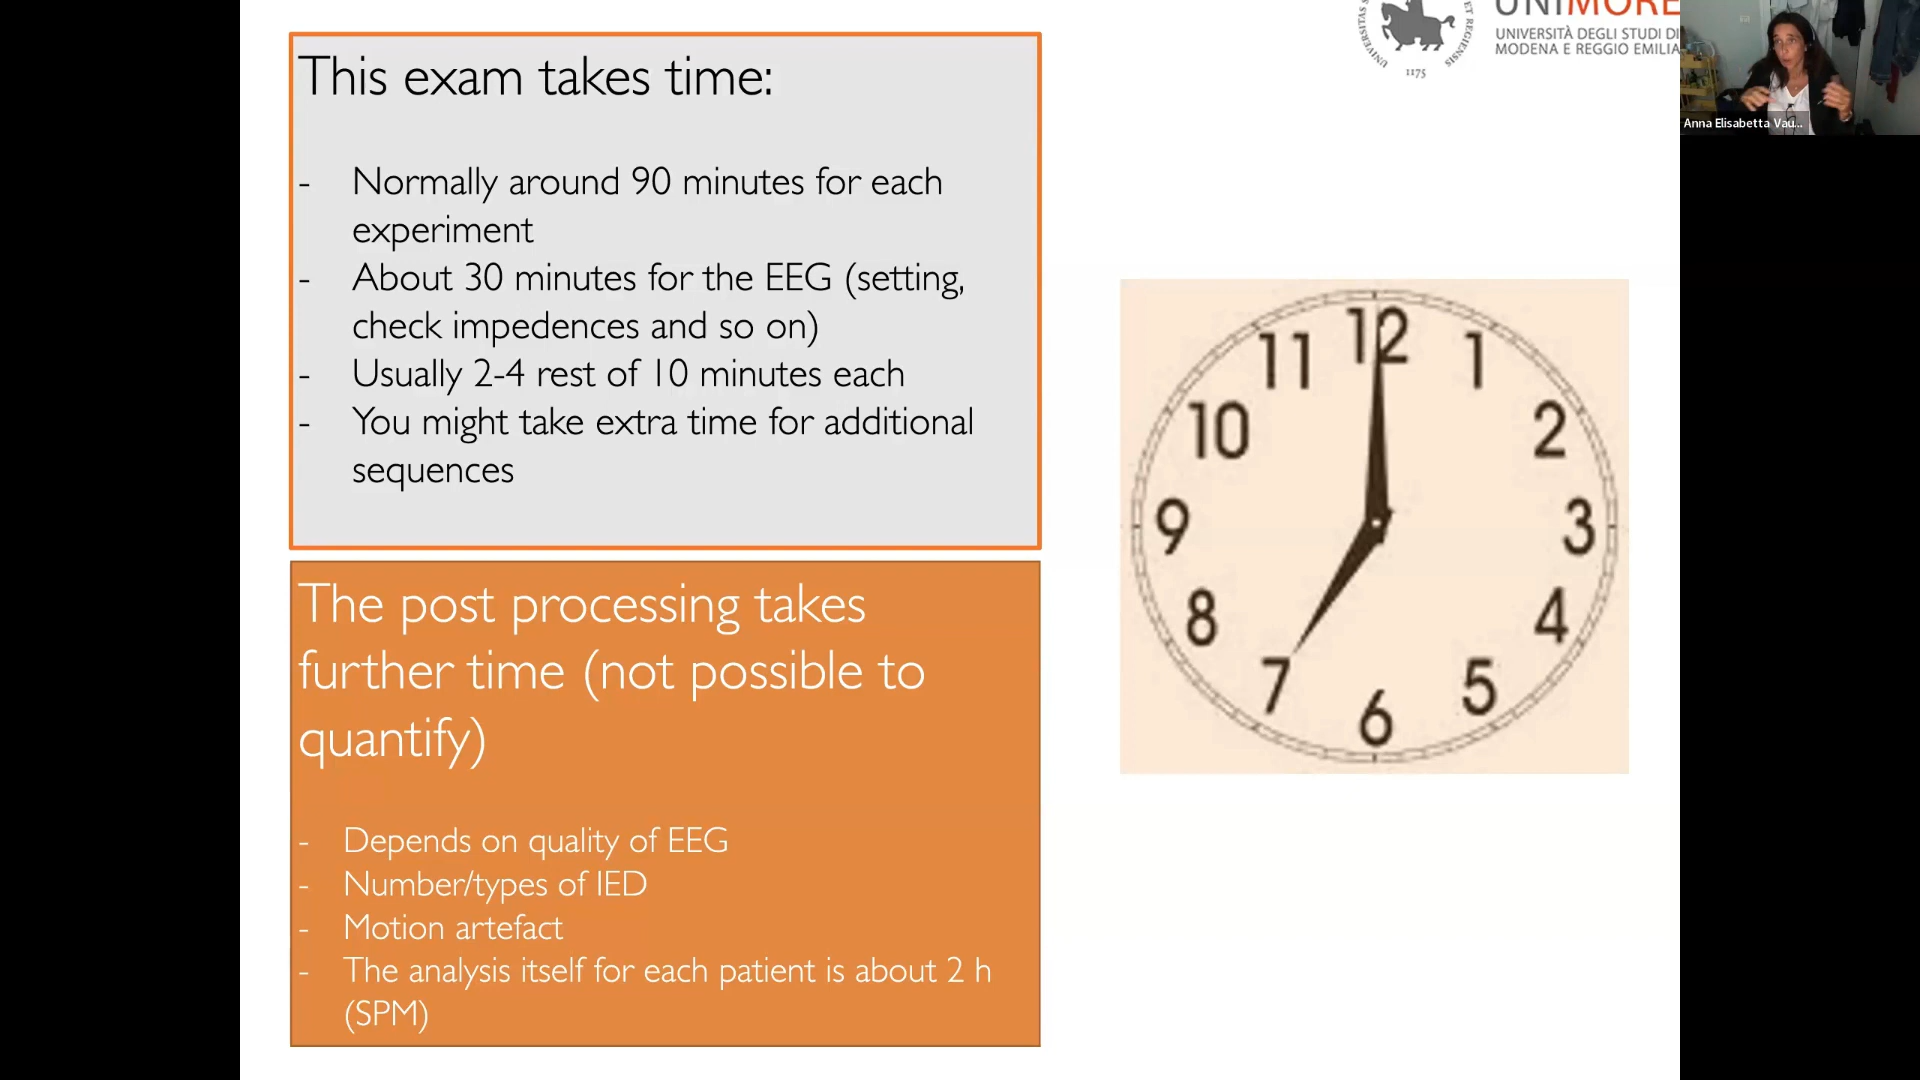 This exam takes time:
- Normally around 90 minutes for each
experiment
- About 30 minutes for the EEG (setting,
check impedences and so on)
- Usually 2-4 rest of 10 minutes each
- You might take extra time for additional
sequences
The post processing takes
further time (not possible to
quantify)
- Depends on quality of EEG
- Number/types of IED
- Motion artefact
- The analysis itself for each patient is about 2 h
(SPM)
UNIMORE
UNIVERSITÀ DEGLI STUDI DI
MODENA E REGGIO EMILIA
1175
12
11 1
10 2
9 3
8 4
7 5
6
Anna Elisabetta Vau...